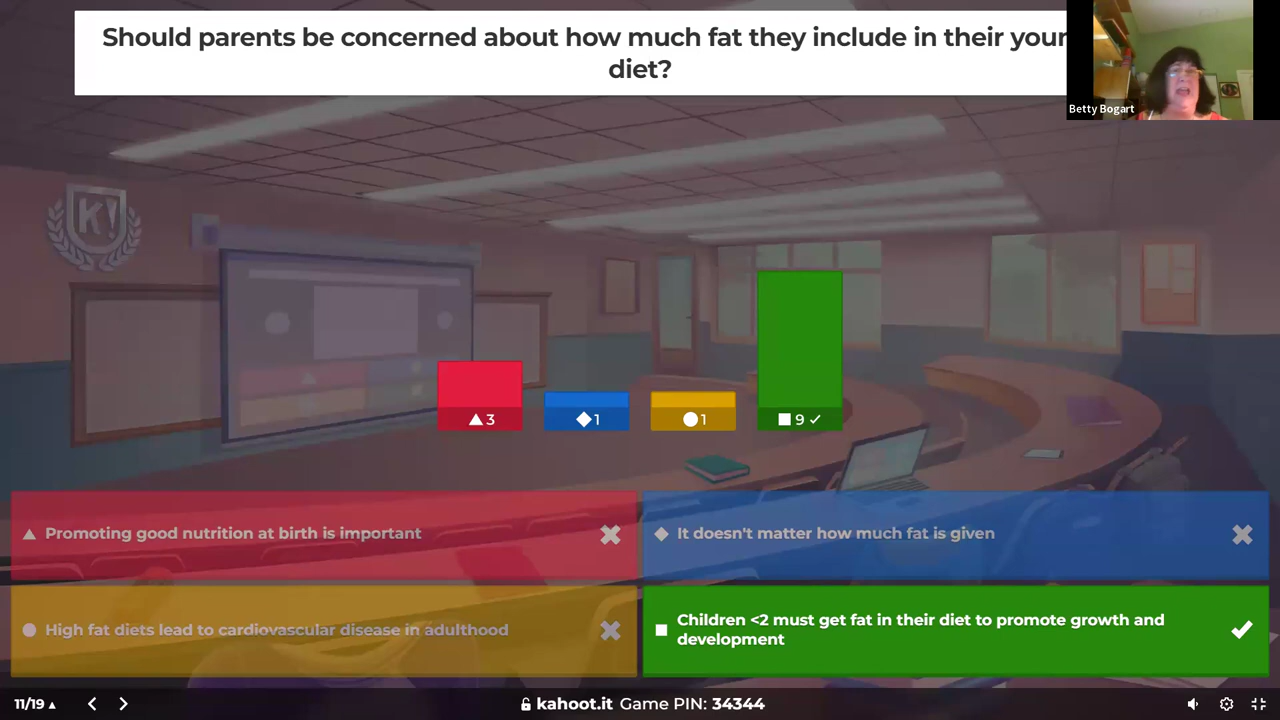 Should parents be concerned about how much fat they include in their
diet?
Betty Bogart
K!
3
1
1
9
Promoting good nutrition at birth is important
It doesn't matter how much fat is given
High fat diets lead to cardiovascular disease in adulthood
Children <2 must get fat in their diet to promote growth and
development
11/19
kahoot.it Game PIN: 34344